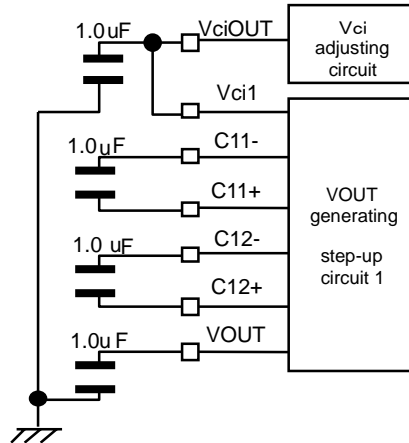 1.0uF
VciOUT
Vci
adjusting
circuit
Vci1
1.0uF
C11-
C11+
VOUT
generating
step-up
circuit 1
1.0 uF
C12-
C12+
1.0uF
VOUT